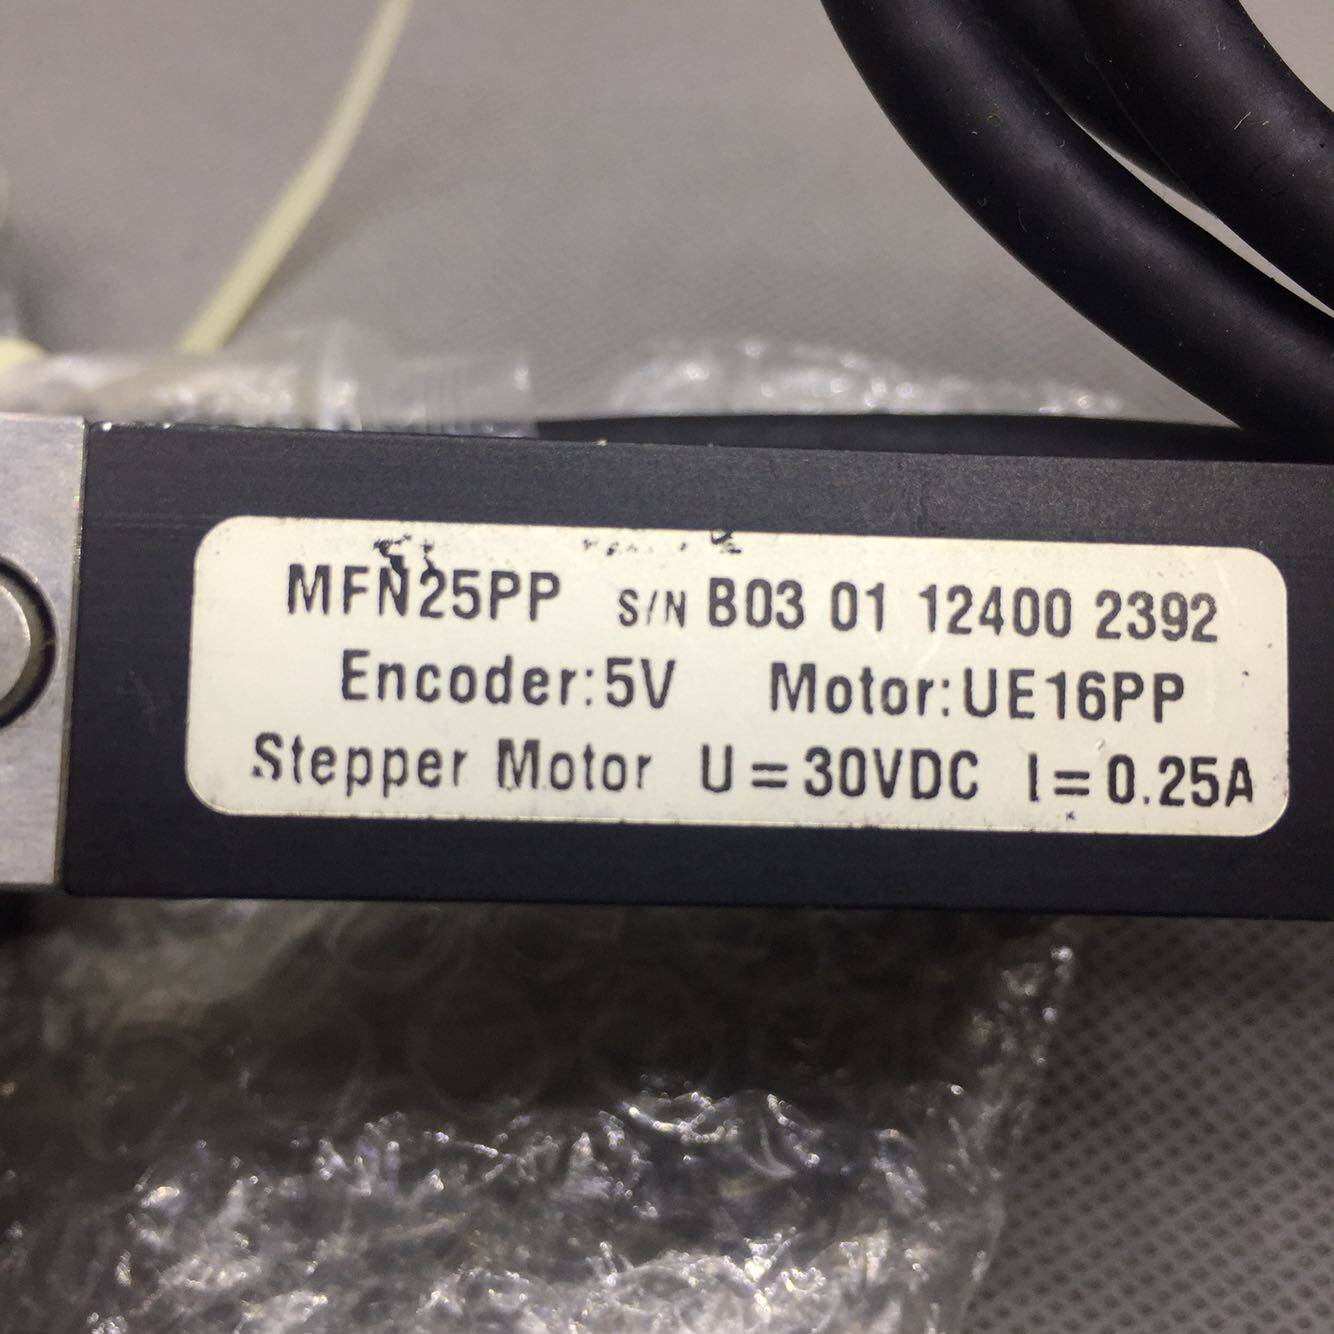 MFN25PP S/N B03 01 12400 2392
Encoder:5V Motor:UE16PP
Stepper Motor U=30VDC I=0.25A